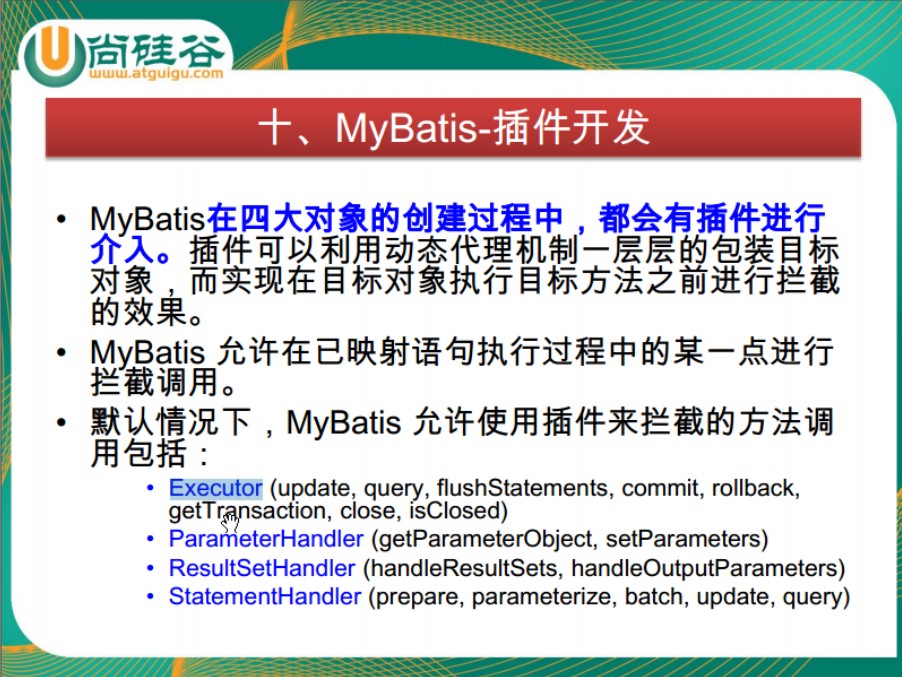 尚硅谷
www.atguigu.com
十、MyBatis-插件开发
• MyBatis在四大对象的创建过程中，都会有插件进行
介入。插件可以利用动态代理机制一层层的包装目标
对象，而实现在目标对象执行目标方法之前进行拦截
的效果。
• MyBatis 允许在已映射语句执行过程中的某一点进行
拦截调用。
• 默认情况下，MyBatis 允许使用插件来拦截的方法调
用包括：
• Executor (update, query, flushStatements, commit, rollback,
getTransaction, close, isClosed)
• ParameterHandler (getParameterObject, setParameters)
• ResultSetHandler (handleResultSets, handleOutputParameters)
• StatementHandler (prepare, parameterize, batch, update, query)